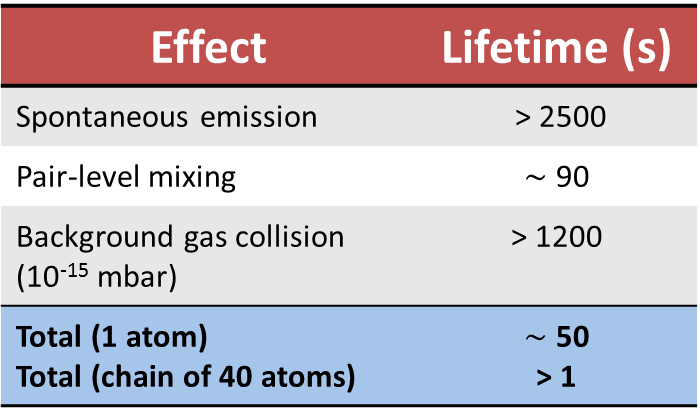 Effect Lifetime (s)
Spontaneous emission > 2500
Pair-level mixing ~ 90
Background gas collision > 1200
(10⁻¹⁵ mbar)
Total (1 atom) ~ 50
Total (chain of 40 atoms) > 1